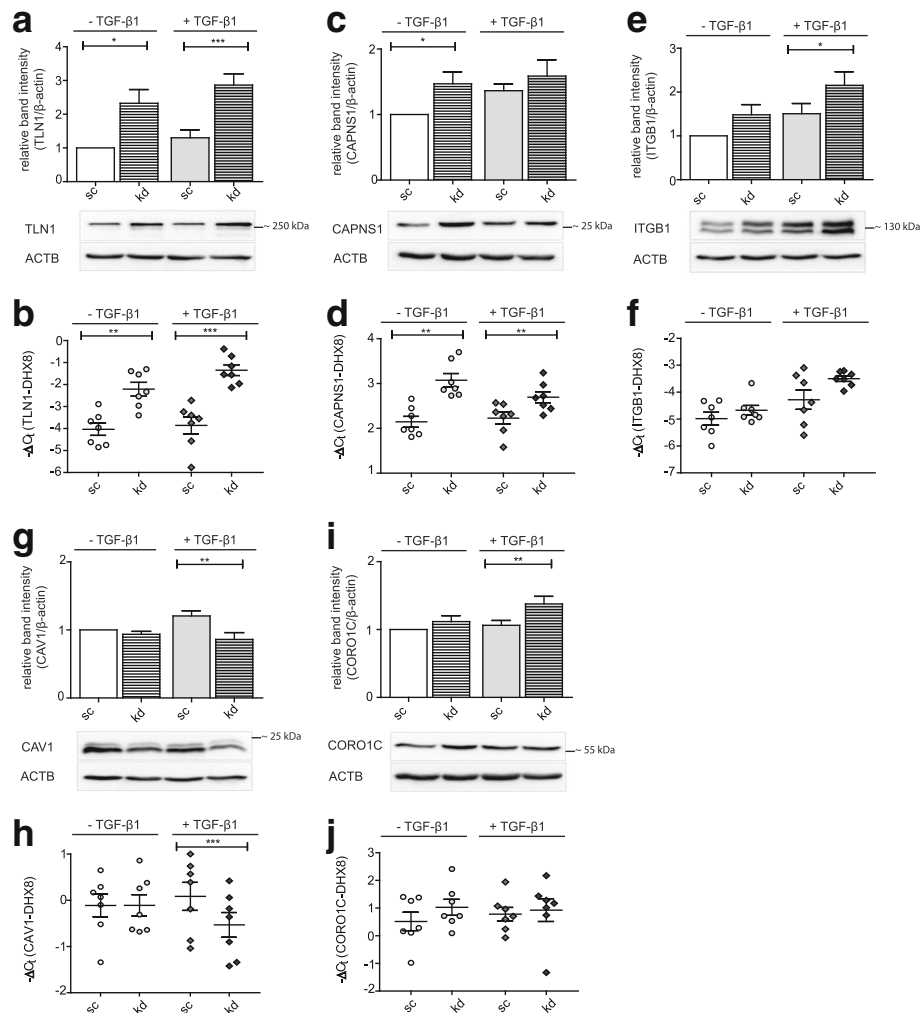 a
- TGF-β1
+ TGF-β1
*
***
relative band intensity
(TLN1/β-actin)
4
3
2
1
0
sc
kd
sc
kd
TLN1
~ 250 kDa
ACTB
c
- TGF-β1
+ TGF-β1
*
relative band intensity
(CAPNS1/β-actin)
2
1
0
sc
kd
sc
kd
CAPNS1
~ 25 kDa
ACTB
e
- TGF-β1
+ TGF-β1
*
relative band intensity
(ITGB1/β-actin)
3
2
1
0
sc
kd
sc
kd
ITGB1
~ 130 kDa
ACTB
b
- TGF-β1
+ TGF-β1
**
***
-ΔCt (TLN1-DHX8)
0
-1
-2
-3
-4
-5
-6
sc
kd
sc
kd
d
- TGF-β1
+ TGF-β1
**
**
-ΔCt (CAPNS1-DHX8)
4
3
2
1
sc
kd
sc
kd
f
- TGF-β1
+ TGF-β1
-ΔCt (ITGB1-DHX8)
-2
-3
-4
-5
-6
-7
sc
kd
sc
kd
g
- TGF-β1
+ TGF-β1
**
relative band intensity
(CAV1/β-actin)
2
1
0
sc
kd
sc
kd
CAV1
~ 25 kDa
ACTB
i
- TGF-β1
+ TGF-β1
**
relative band intensity
(CORO1C/β-actin)
2
1
0
sc
kd
sc
kd
CORO1C
~ 55 kDa
ACTB
h
- TGF-β1
+ TGF-β1
***
-ΔCt (CAV1-DHX8)
1
0
-1
-2
sc
kd
sc
kd
j
- TGF-β1
+ TGF-β1
-ΔCt (CORO1C-DHX8)
3
2
1
0
-1
-2
sc
kd
sc
kd